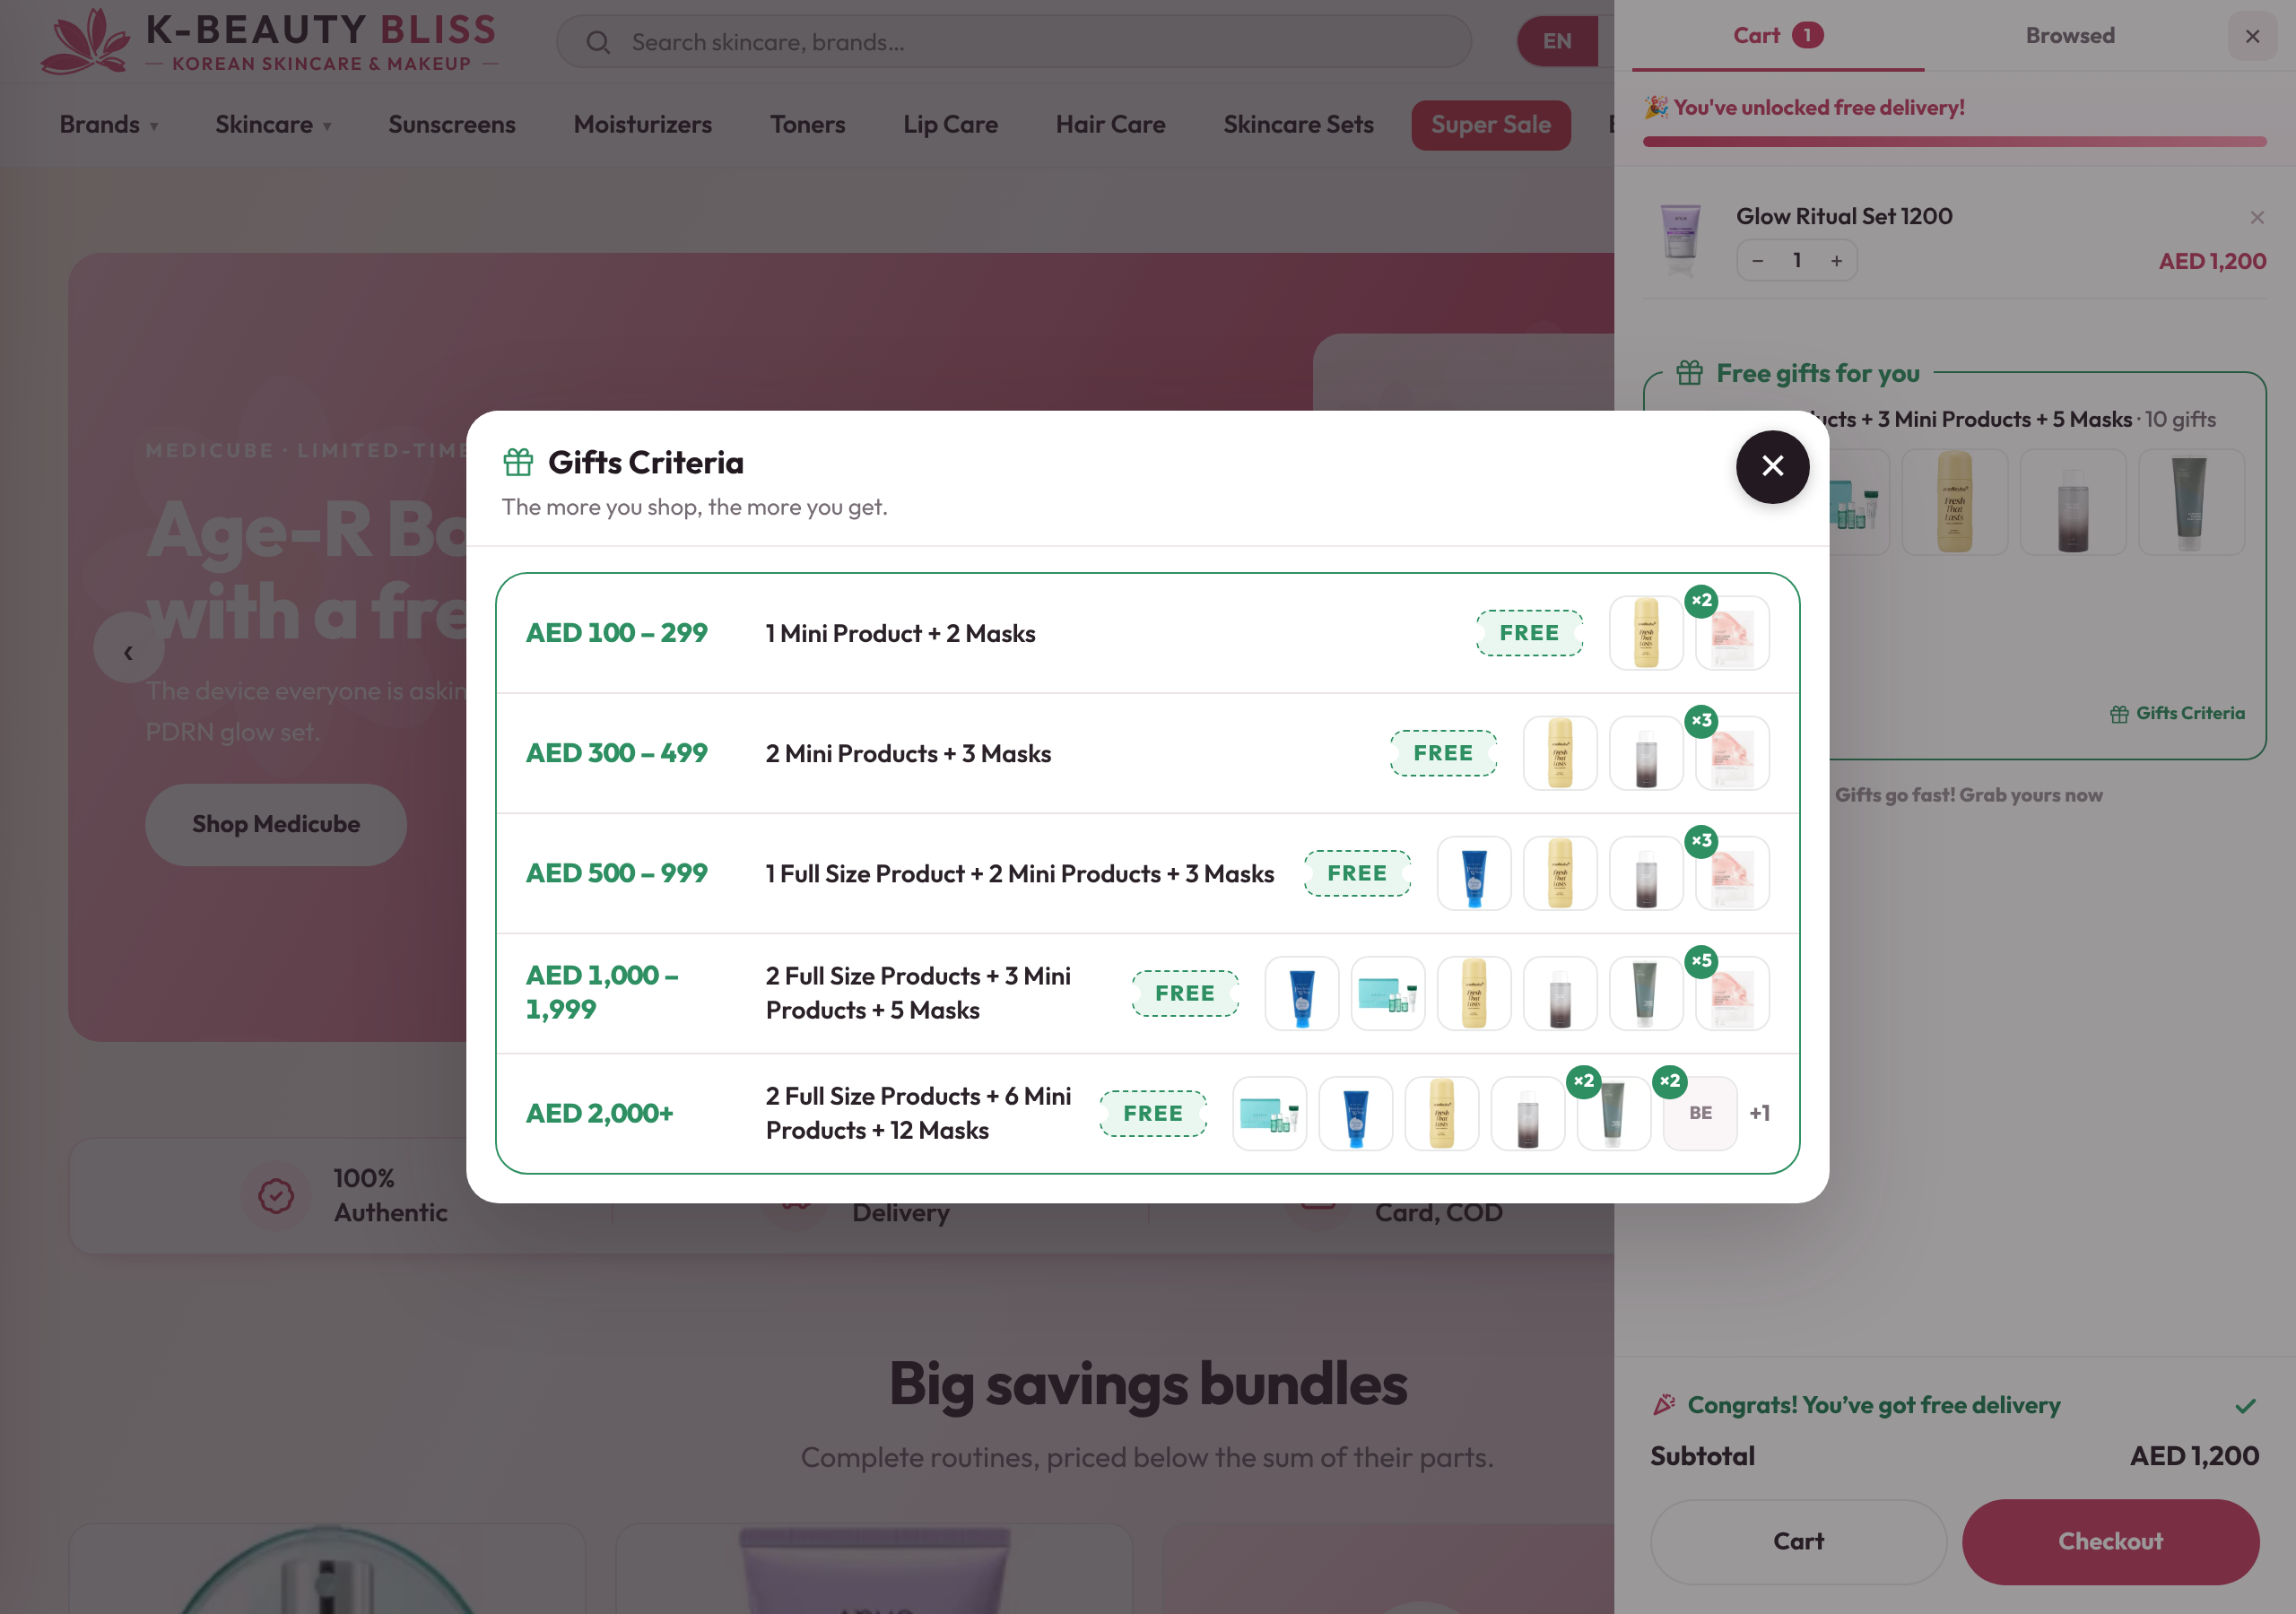 K-BEAUTY BLISS
KOREAN SKINCARE & MAKEUP
Search skincare, brands...
EN
Cart 1
Browsed
Brands
Skincare
Sunscreens
Moisturizers
Toners
Lip Care
Hair Care
Skincare Sets
Super Sale
🎉 You've unlocked free delivery!
Glow Ritual Set 1200
− 1 +
AED 1,200
Free gifts for you
+ 3 Mini Products + 5 Masks · 10 gifts
Gifts Criteria
Gifts go fast! Grab yours now
MEDICUBE · LIMITED-TIME
Age-R Bo
with a fre
The device everyone is askin
PDRN glow set.
Shop Medicube
Gifts Criteria
The more you shop, the more you get.
AED 100 – 299
1 Mini Product + 2 Masks
FREE
×2
AED 300 – 499
2 Mini Products + 3 Masks
FREE
×3
AED 500 – 999
1 Full Size Product + 2 Mini Products + 3 Masks
FREE
×3
AED 1,000 –
1,999
2 Full Size Products + 3 Mini
Products + 5 Masks
FREE
×5
AED 2,000+
2 Full Size Products + 6 Mini
Products + 12 Masks
FREE
×2
×2
BE
+1
Fresh
That
Lasts
100%
Authentic
Delivery
Card, COD
Big savings bundles
Complete routines, priced below the sum of their parts.
Congrats! You've got free delivery
Subtotal
AED 1,200
Cart
Checkout